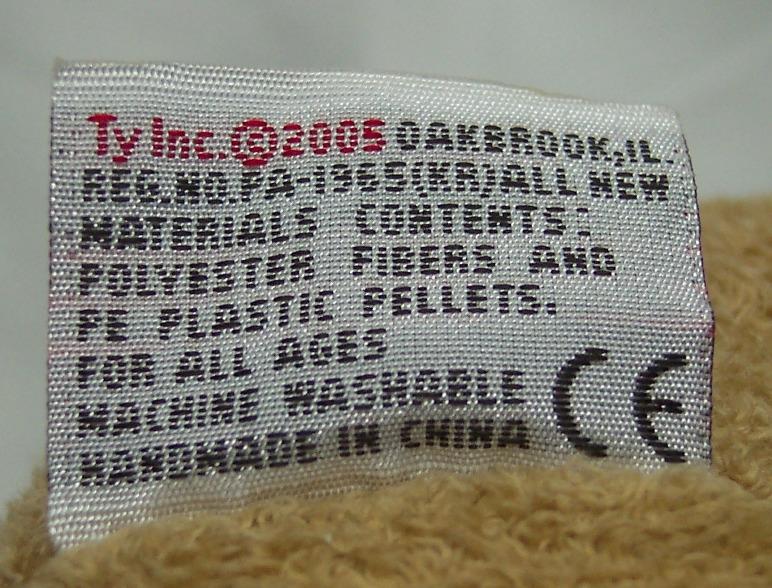 Ty Inc.©2005 OAKBROOK,IL.
REG.NO.PA-1965(KR)ALL NEW
MATERIALS CONTENTS:
POLYESTER FIBERS AND
PE PLASTIC PELLETS.
FOR ALL AGES
MACHINE WASHABLE
HANDMADE IN CHINA
CE